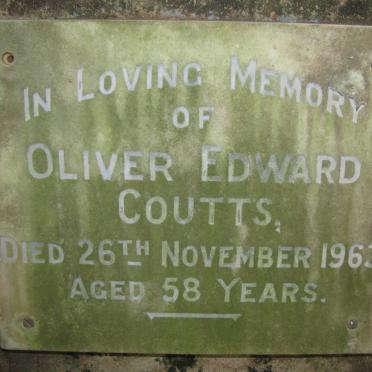 IN LOVING MEMORY
OF
OLIVER EDWARD
COUTTS,
DIED 26TH NOVEMBER 1963
AGED 58 YEARS.